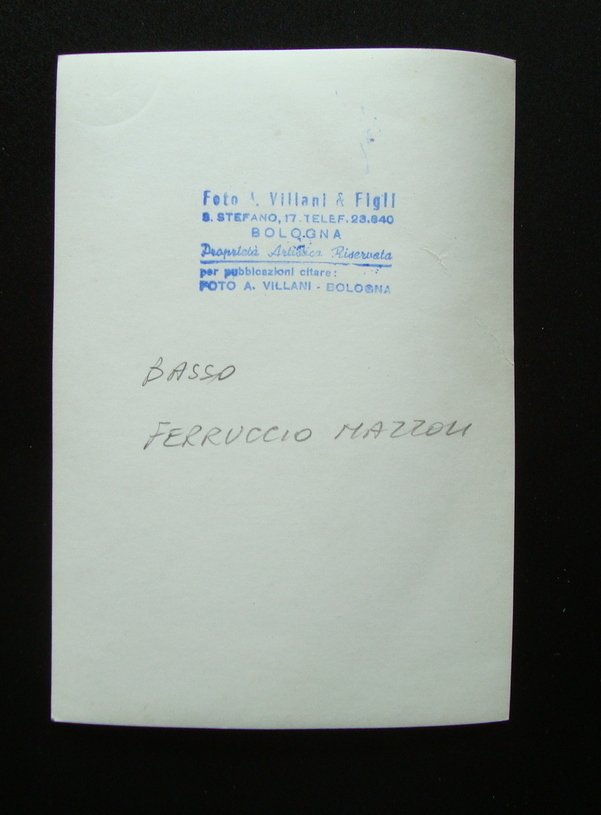 Foto A. Villani & Figli
S. STEFANO, 17. TELEF. 23.640
BOLOGNA
Proprietà Artistica Riservata
per pubblicazioni citare:
FOTO A. VILLANI - BOLOGNA
BASSO
FERRUCCIO MAZZOLI